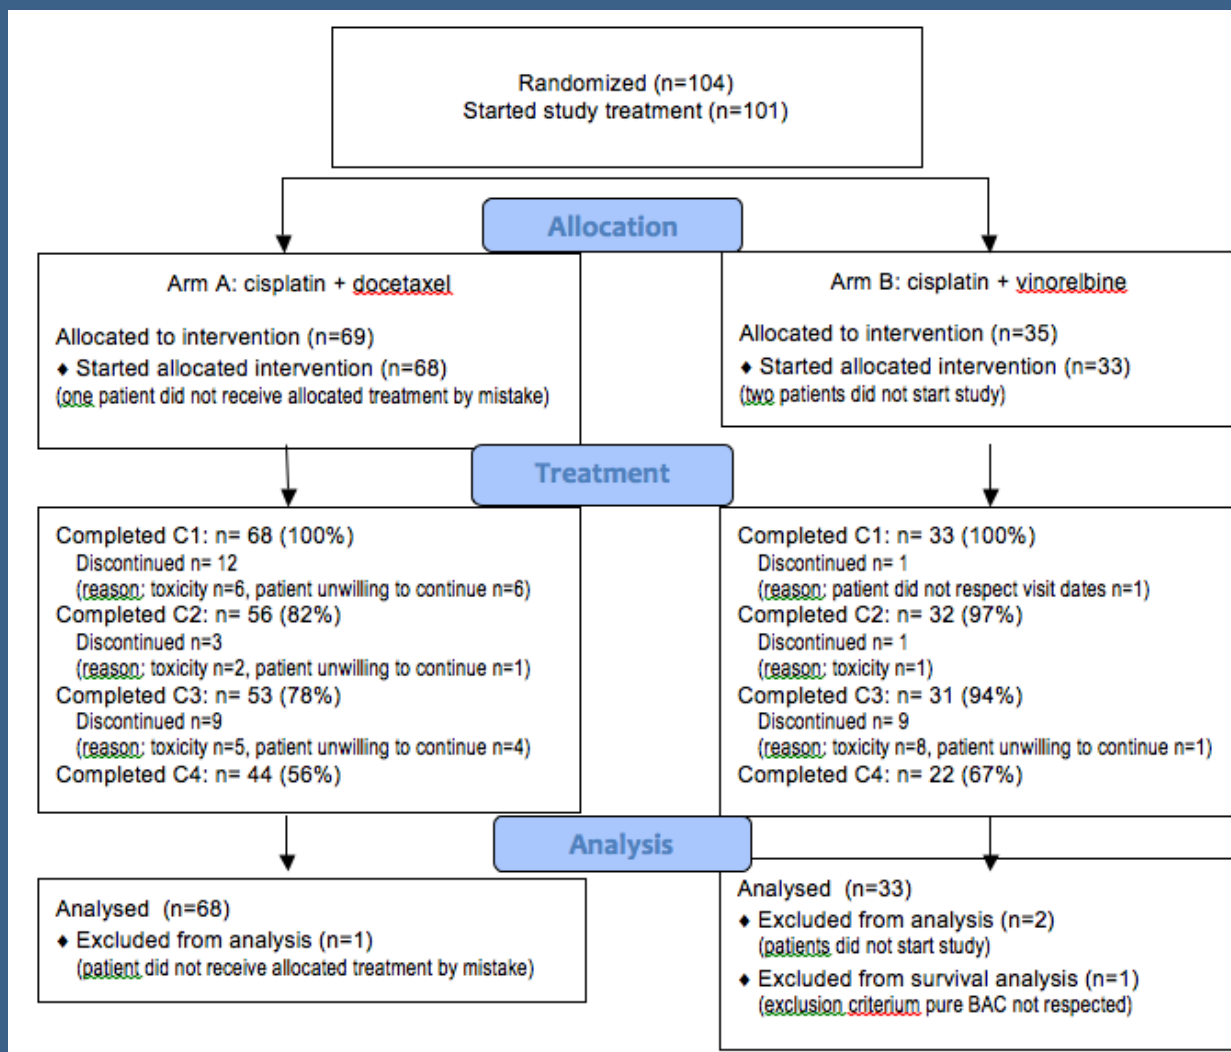 Randomized (n=104)
Started study treatment (n=101)
Allocation
Arm A: cisplatin + docetaxel
Allocated to intervention (n=69)
♦ Started allocated intervention (n=68)
(one patient did not receive allocated treatment by mistake)
Arm B: cisplatin + vinorelbine
Allocated to intervention (n=35)
♦ Started allocated intervention (n=33)
(two patients did not start study)
Treatment
Completed C1: n= 68 (100%)
Discontinued n= 12
(reason: toxicity n=6, patient unwilling to continue n=6)
Completed C2: n= 56 (82%)
Discontinued n=3
(reason: toxicity n=2, patient unwilling to continue n=1)
Completed C3: n= 53 (78%)
Discontinued n=9
(reason: toxicity n=5, patient unwilling to continue n=4)
Completed C4: n= 44 (56%)
Completed C1: n= 33 (100%)
Discontinued n= 1
(reason: patient did not respect visit dates n=1)
Completed C2: n= 32 (97%)
Discontinued n= 1
(reason: toxicity n=1)
Completed C3: n= 31 (94%)
Discontinued n= 9
(reason: toxicity n=8, patient unwilling to continue n=1)
Completed C4: n= 22 (67%)
Analysis
Analysed (n=68)
♦ Excluded from analysis (n=1)
(patient did not receive allocated treatment by mistake)
Analysed (n=33)
♦ Excluded from analysis (n=2)
(patients did not start study)
♦ Excluded from survival analysis (n=1)
(exclusion criterium pure BAC not respected)